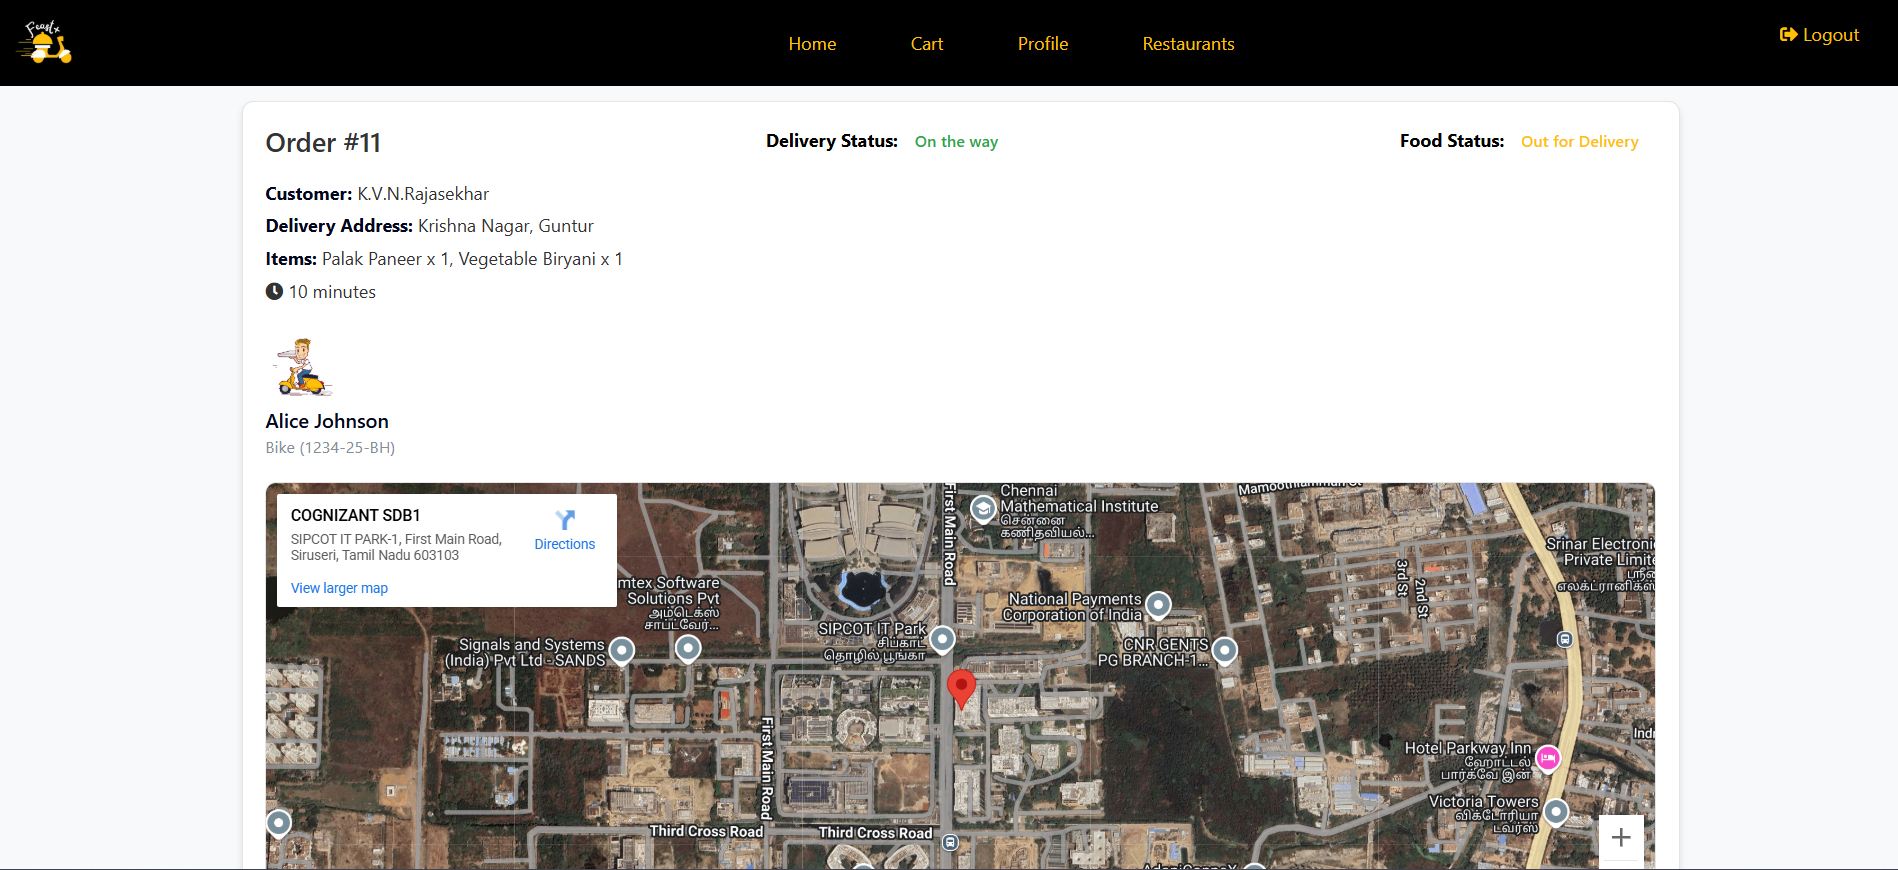 Feastx
Home
Cart
Profile
Restaurants
Logout
Order #11
Delivery Status: On the way
Food Status: Out for Delivery
Customer: K.V.N.Rajasekhar
Delivery Address: Krishna Nagar, Guntur
Items: Palak Paneer x 1, Vegetable Biryani x 1
10 minutes
Alice Johnson
Bike (1234-25-BH)
COGNIZANT SDB1
SIPCOT IT PARK-1, First Main Road,
Siruseri, Tamil Nadu 603103
Directions
View larger map
First Main Road
Chennai
Mathematical Institute
சென்னை
கணிதவியல்...
mtex Software
Solutions Pvt
அம்டெக்ஸ்
சாப்ட்வேர்...
Signals and Systems
(India) Pvt Ltd - SANDS
SIPCOT IT Park
சிப்காட்
தொழில் பூங்கா
National Payments
Corporation of India
CNR GENTS
PG BRANCH-1...
3rd St
2nd St
Srinar Electroni
Private Limite
எலக்ட்ரானிக்ஸ்
First Main Road
Third Cross Road
Third Cross Road
Hotel Parkway Inn
ஹோட்டல்
பார்க்வே இன்
Victoria Towers
விக்டோரியா
டவர்ஸ்
Indr
+